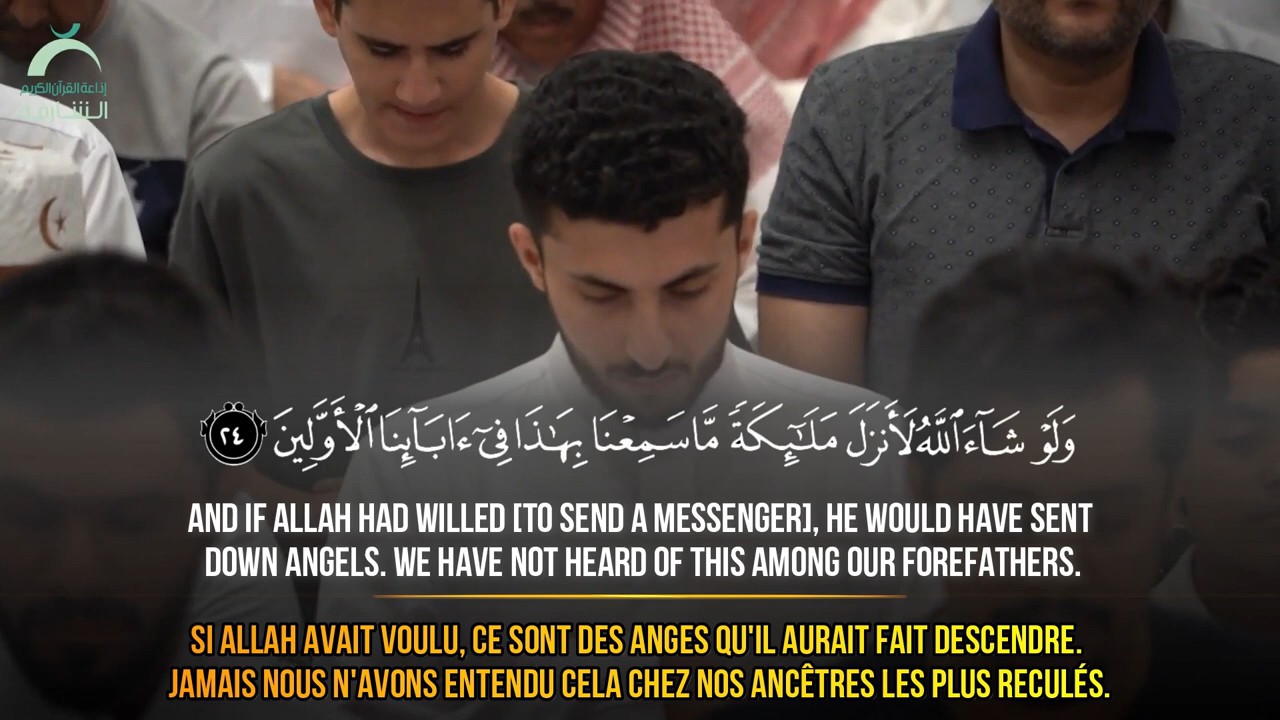 إذاعة القرآن الكريم
الشارقة
وَلَوْ شَآءَ ٱللَّهُ لَأَنزَلَ مَلَـٰٓئِكَةً مَّا سَمِعْنَا بِهَـٰذَا فِىٓ ءَابَآئِنَا ٱلْأَوَّلِينَ ٢٤
AND IF ALLAH HAD WILLED [TO SEND A MESSENGER], HE WOULD HAVE SENT
DOWN ANGELS. WE HAVE NOT HEARD OF THIS AMONG OUR FOREFATHERS.
SI ALLAH AVAIT VOULU, CE SONT DES ANGES QU'IL AURAIT FAIT DESCENDRE.
JAMAIS NOUS N'AVONS ENTENDU CELA CHEZ NOS ANCÊTRES LES PLUS RECULÉS.